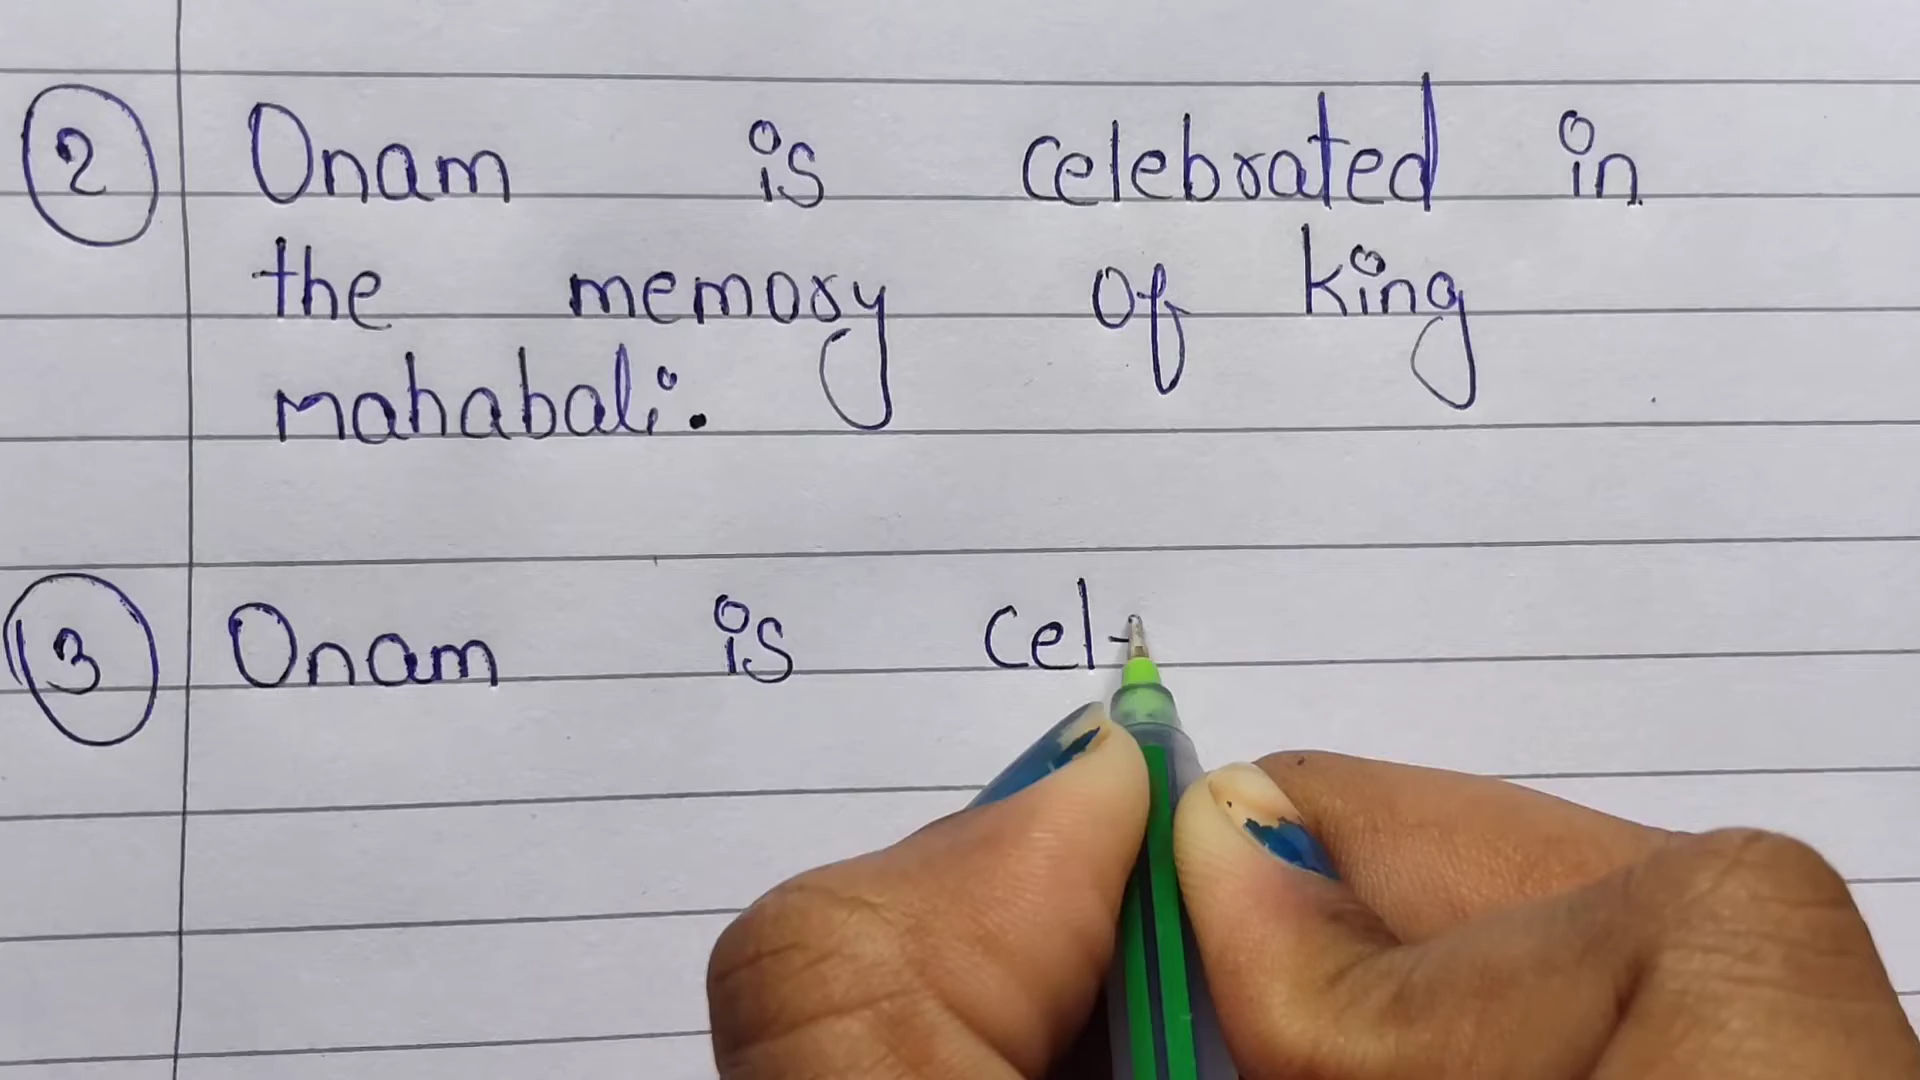 2 Onam is celebrated in
the memory of king
mahabali.
3 Onam is cel